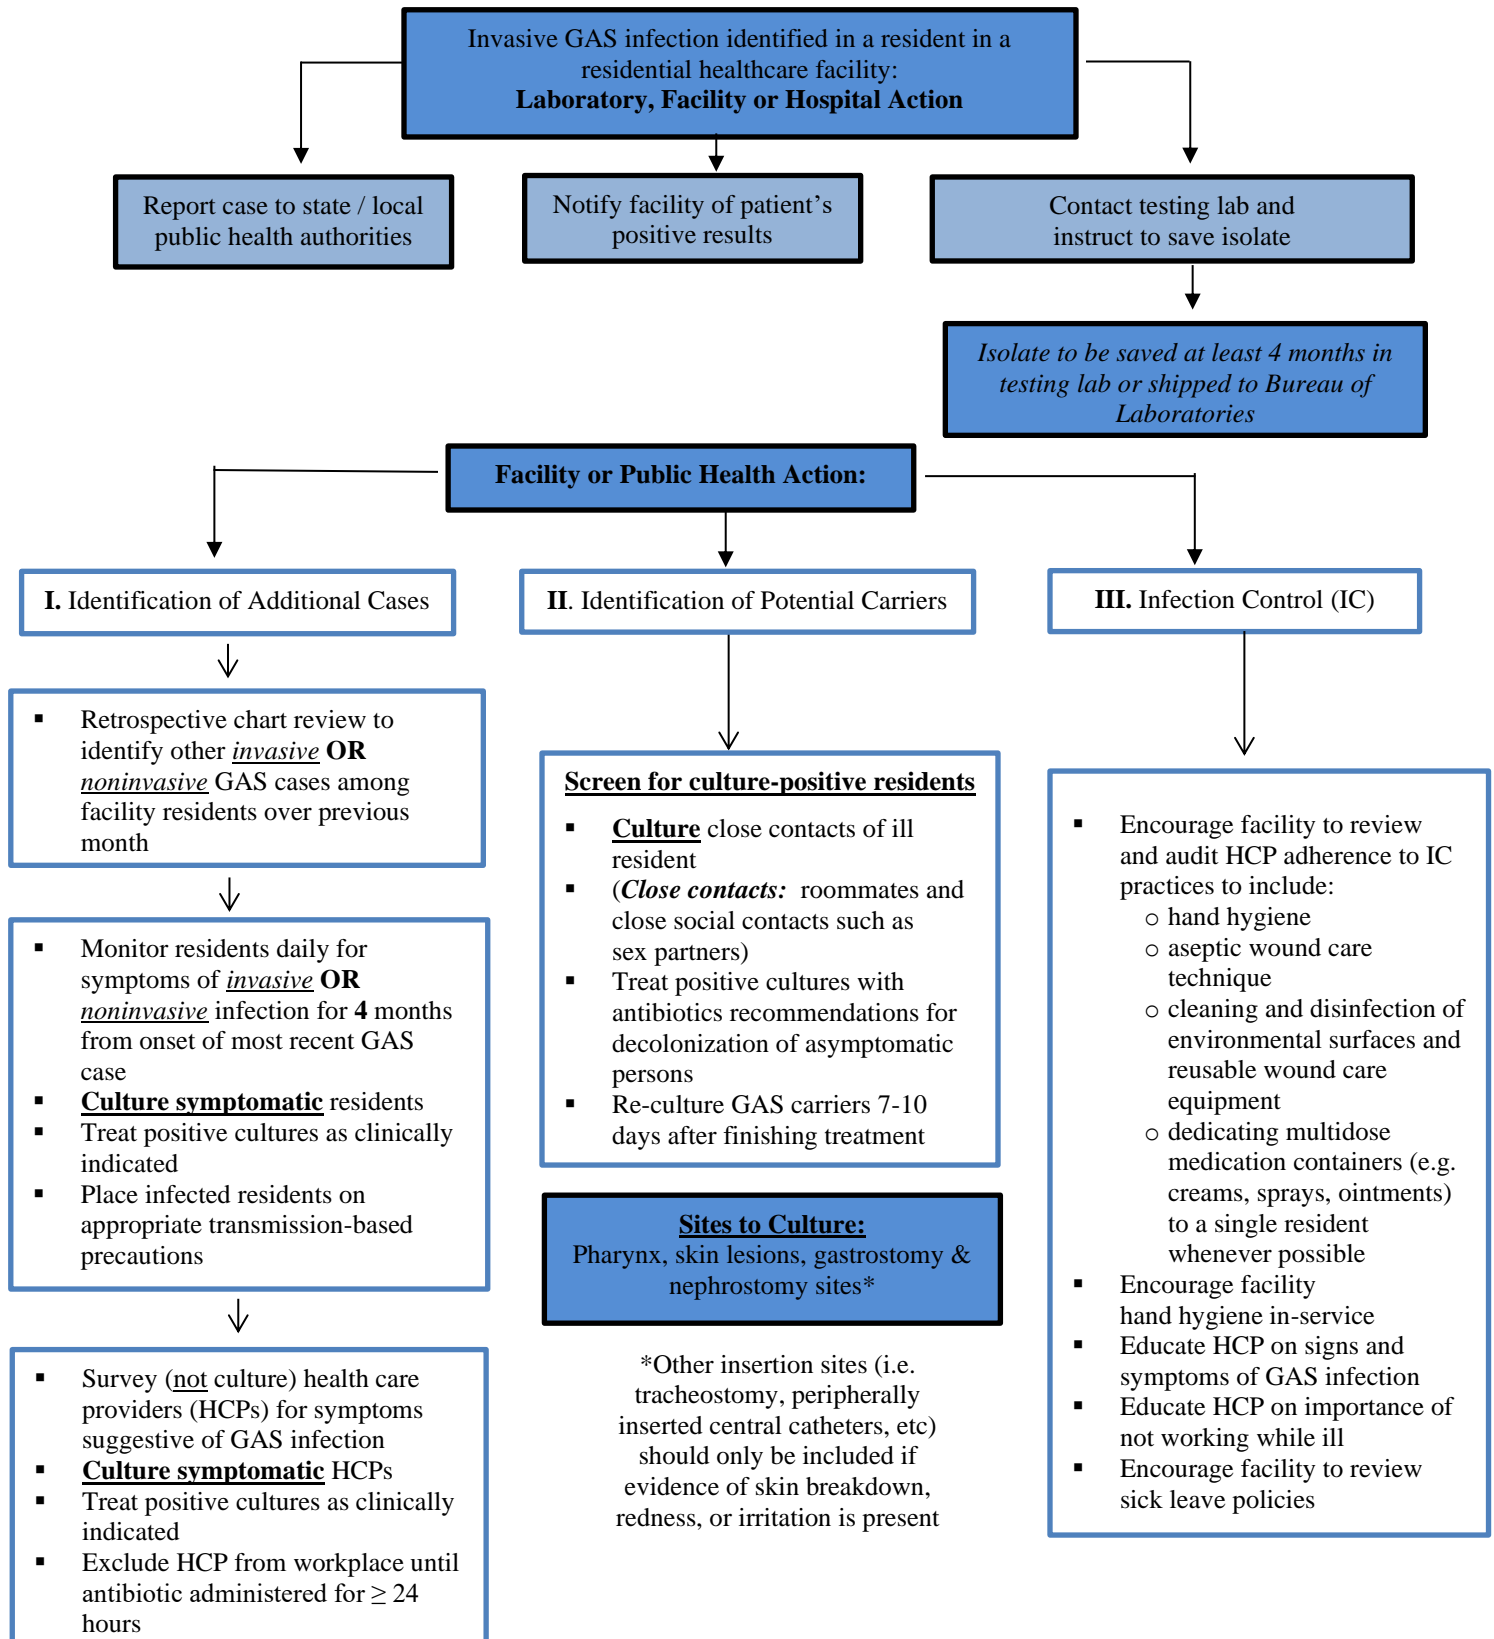 Invasive GAS infection identified in a resident in a
residential healthcare facility:
Laboratory, Facility or Hospital Action
Report case to state / local
public health authorities
Notify facility of patient's
positive results
Contact testing lab and
instruct to save isolate
Isolate to be saved at least 4 months in
testing lab or shipped to Bureau of
Laboratories
Facility or Public Health Action:
I. Identification of Additional Cases
▪ Retrospective chart review to
identify other invasive OR
noninvasive GAS cases among
facility residents over previous
month
▪ Monitor residents daily for
symptoms of invasive OR
noninvasive infection for 4 months
from onset of most recent GAS
case
▪ Culture symptomatic residents
▪ Treat positive cultures as clinically
indicated
▪ Place infected residents on
appropriate transmission-based
precautions
▪ Survey (not culture) health care
providers (HCPs) for symptoms
suggestive of GAS infection
▪ Culture symptomatic HCPs
▪ Treat positive cultures as clinically
indicated
▪ Exclude HCP from workplace until
antibiotic administered for ≥ 24
hours
II. Identification of Potential Carriers
Screen for culture-positive residents
▪ Culture close contacts of ill
resident
▪ (Close contacts: roommates and
close social contacts such as
sex partners)
▪ Treat positive cultures with
antibiotics recommendations for
decolonization of asymptomatic
persons
▪ Re-culture GAS carriers 7-10
days after finishing treatment
Sites to Culture:
Pharynx, skin lesions, gastrostomy &
nephrostomy sites*
*Other insertion sites (i.e.
tracheostomy, peripherally
inserted central catheters, etc)
should only be included if
evidence of skin breakdown,
redness, or irritation is present
III. Infection Control (IC)
▪ Encourage facility to review
and audit HCP adherence to IC
practices to include:
o hand hygiene
o aseptic wound care
technique
o cleaning and disinfection of
environmental surfaces and
reusable wound care
equipment
o dedicating multidose
medication containers (e.g.
creams, sprays, ointments)
to a single resident
whenever possible
▪ Encourage facility
hand hygiene in-service
▪ Educate HCP on signs and
symptoms of GAS infection
▪ Educate HCP on importance of
not working while ill
▪ Encourage facility to review
sick leave policies